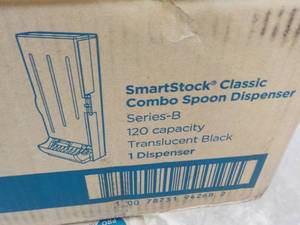 SmartStock® Classic
Combo Spoon Dispenser
Series-B
120 capacity
Translucent Black
1 Dispenser